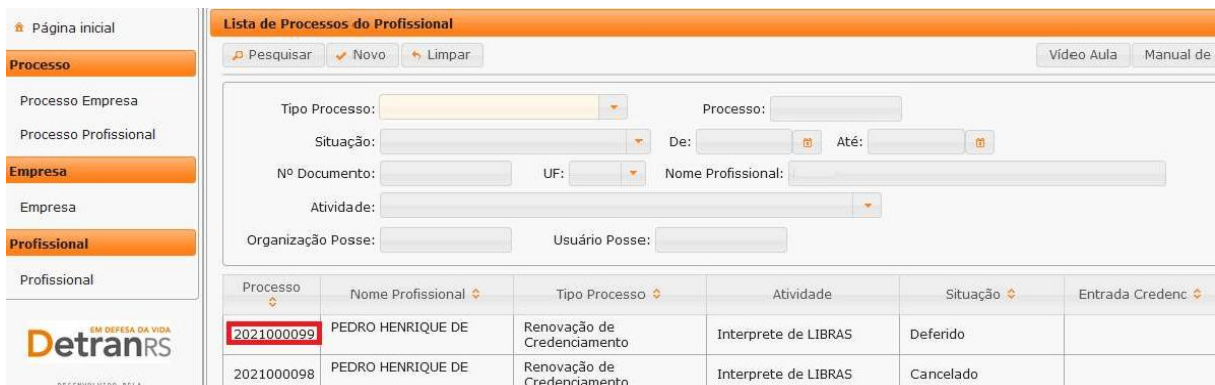 Página inicial
Processo
Processo Empresa
Processo Profissional
Empresa
Empresa
Profissional
Profissional
EM DEFESA DA VIDA
DetranRS
Lista de Processos do Profissional
Pesquisar Novo Limpar Vídeo Aula Manual de
Tipo Processo: Processo:
Situação: De: Até:
Nº Documento: UF: Nome Profissional:
Atividade:
Organização Posse: Usuário Posse:
Processo Nome Profissional Tipo Processo Atividade Situação Entrada Credenc
2021000099 PEDRO HENRIQUE DE Renovação de Interprete de LIBRAS Deferido
Credenciamento
2021000098 PEDRO HENRIQUE DE Renovação de Interprete de LIBRAS Cancelado
Credenciamento